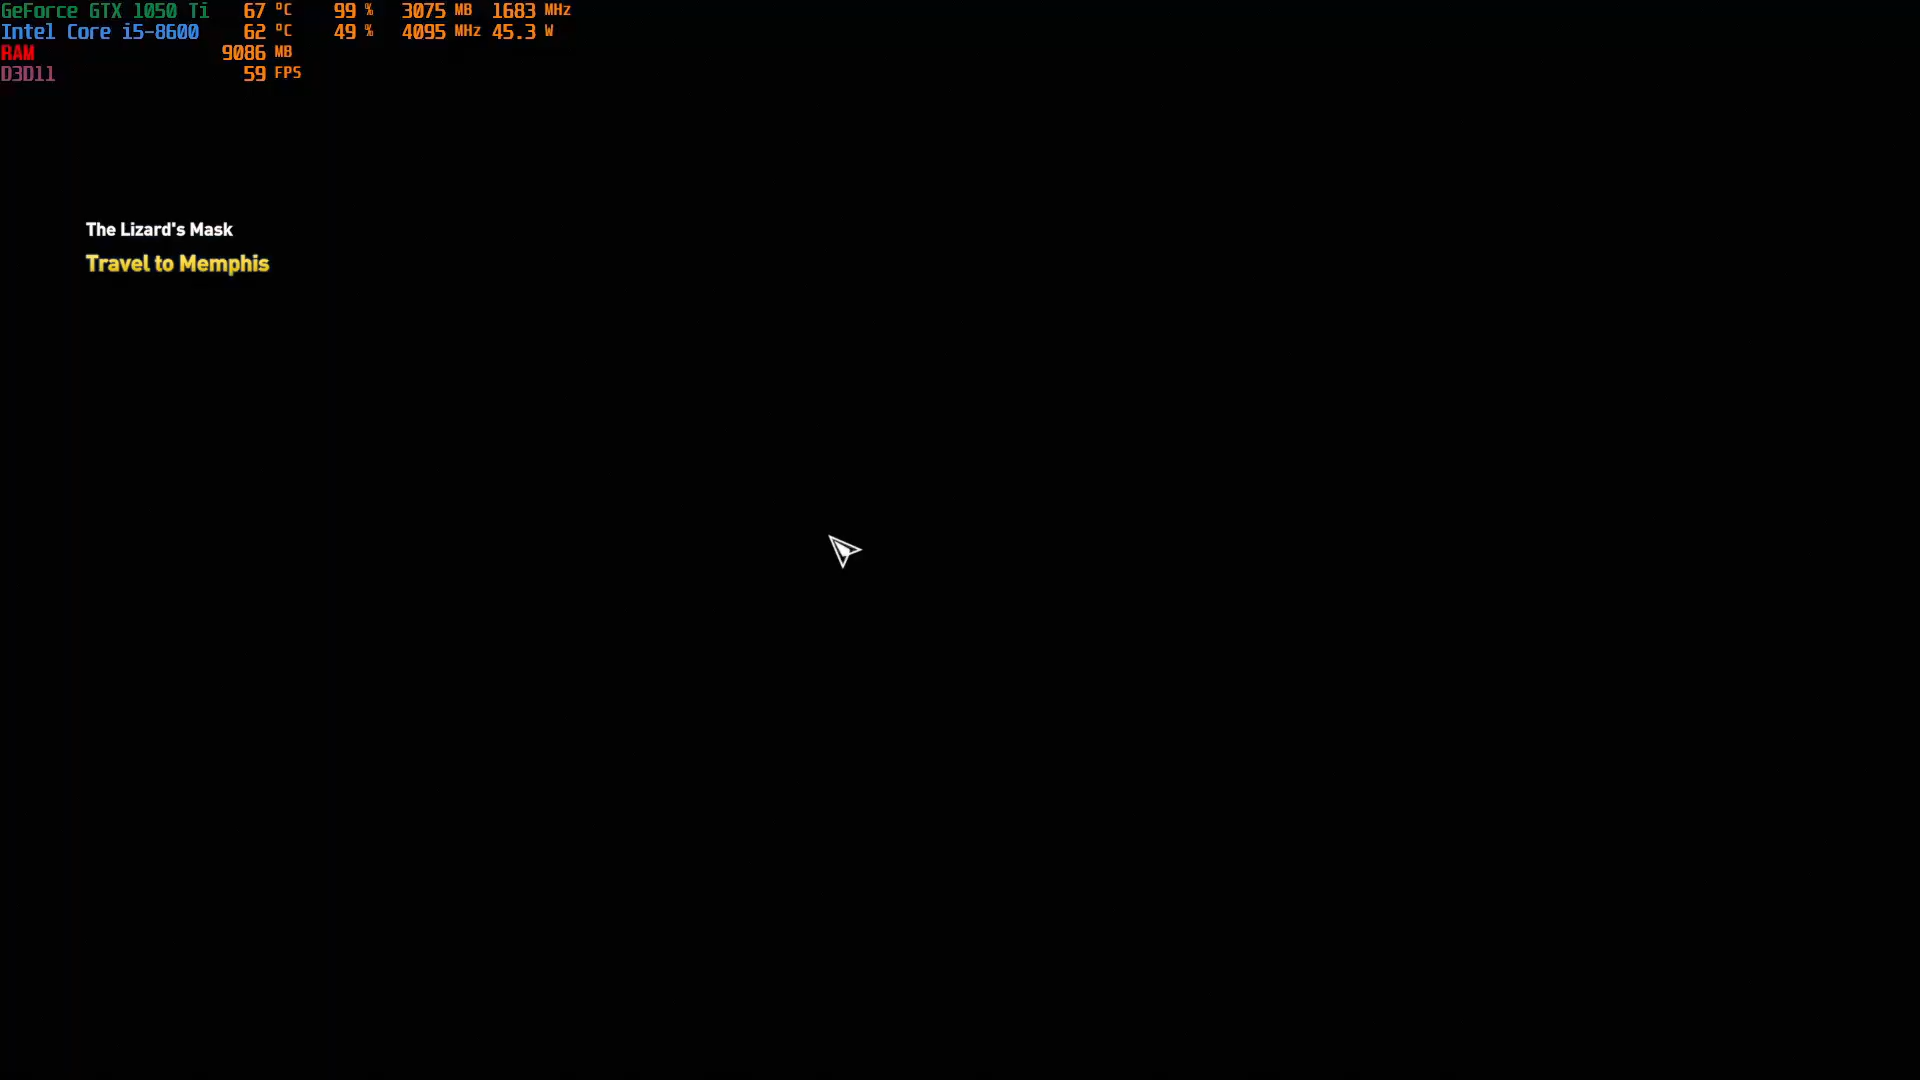 GeForce GTX 1050 Ti 67 °C 99 % 3075 MB 1683 MHz
Intel Core i5-8600 62 °C 49 % 4095 MHz 45.3 W
RAM 9086 MB
D3D11 59 FPS
The Lizard's Mask
Travel to Memphis